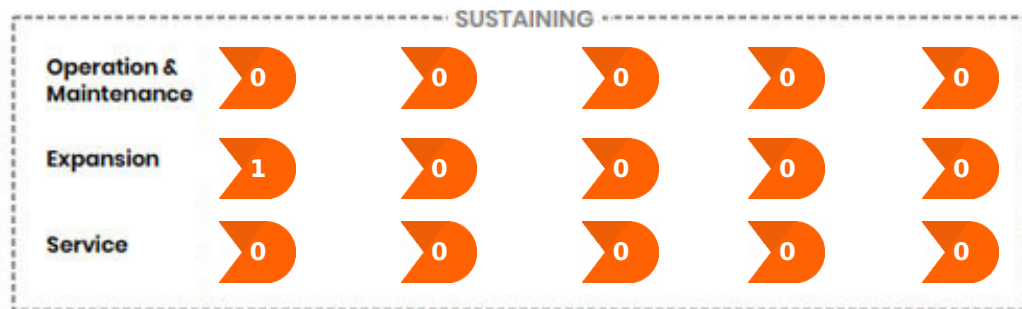 SUSTAINING
Operation &
Maintenance
0 0 0 0 0
Expansion
1 0 0 0 0
Service
0 0 0 0 0